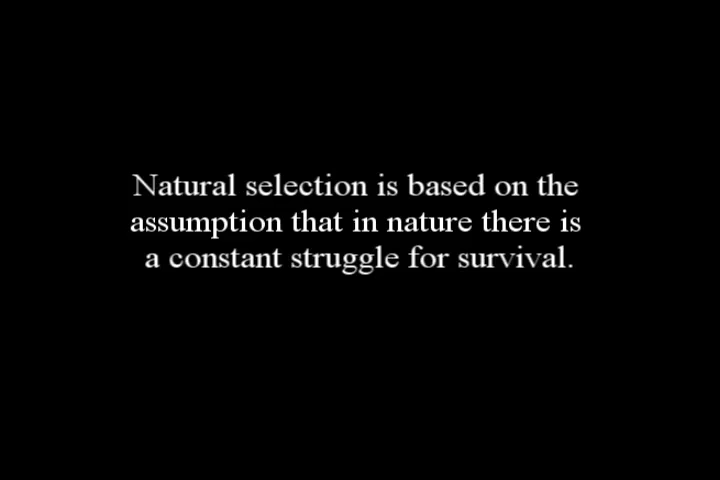 Natural selection is based on the
assumption that in nature there is
a constant struggle for survival.